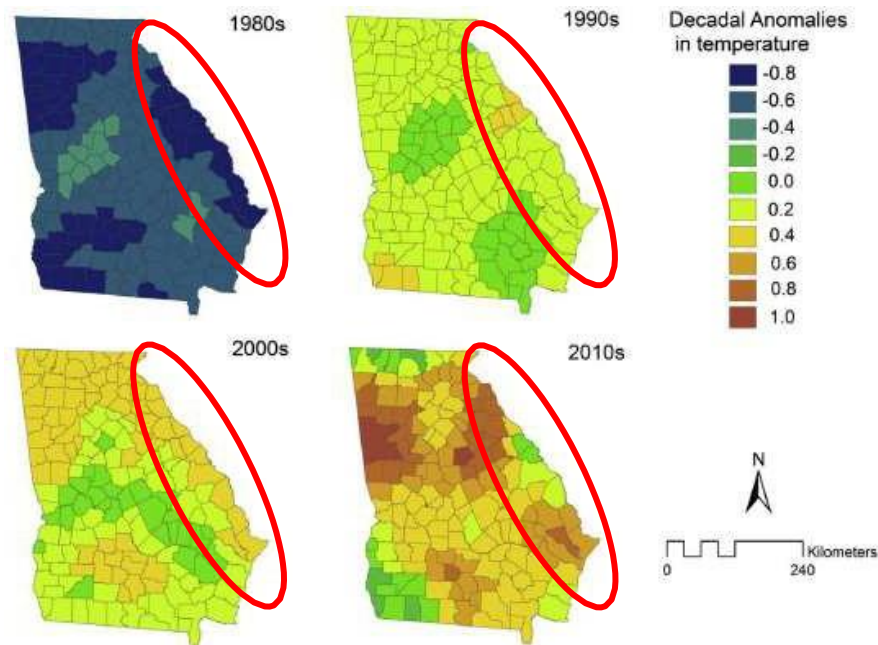 1980s
1990s
Decadal Anomalies
in temperature
-0.8
-0.6
-0.4
-0.2
0.0
0.2
0.4
0.6
0.8
1.0
2000s
2010s
N
Kilometers
0
240